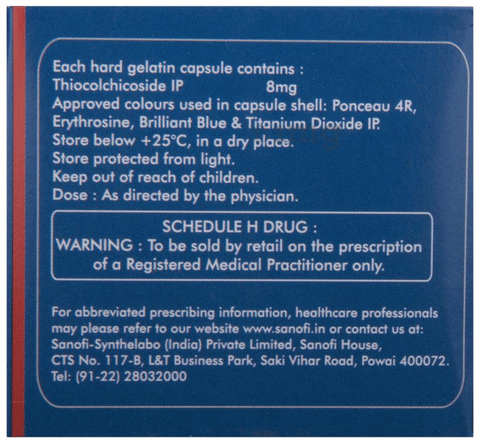 Each hard gelatin capsule contains :
Thiocolchicoside IP 8mg
Approved colours used in capsule shell: Ponceau 4R,
Erythrosine, Brilliant Blue & Titanium Dioxide IP.
Store below +25°C, in a dry place.
Store protected from light.
Keep out of reach of children.
Dose : As directed by the physician.
SCHEDULE H DRUG :
WARNING : To be sold by retail on the prescription
of a Registered Medical Practitioner only.
For abbreviated prescribing information, healthcare professionals
may please refer to our website www.sanofi.in or contact us at:
Sanofi-Synthelabo (India) Private Limited, Sanofi House,
CTS No. 117-B, L&T Business Park, Saki Vihar Road, Powai 400072.
Tel: (91-22) 28032000